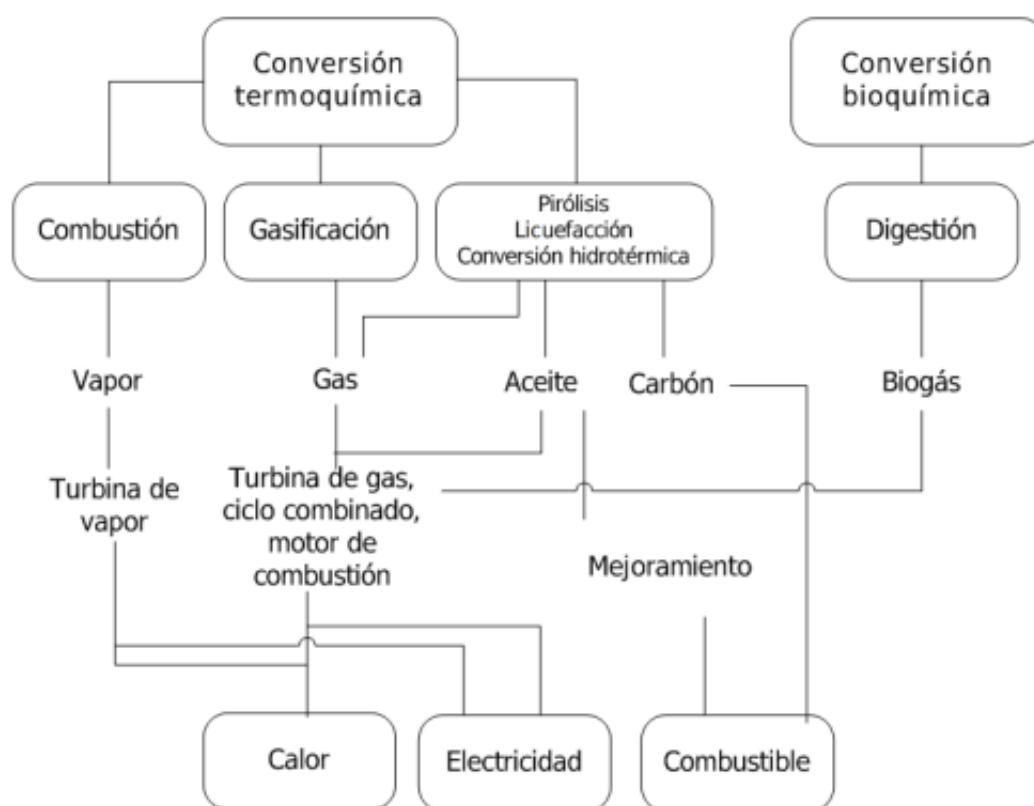 Conversión
termoquímica
Conversión
bioquímica
Combustión
Gasificación
Pirólisis
Licuefacción
Conversión hidrotérmica
Digestión
Vapor
Gas
Aceite
Carbón
Biogás
Turbina de
vapor
Turbina de gas,
ciclo combinado,
motor de
combustión
Mejoramiento
Calor
Electricidad
Combustible